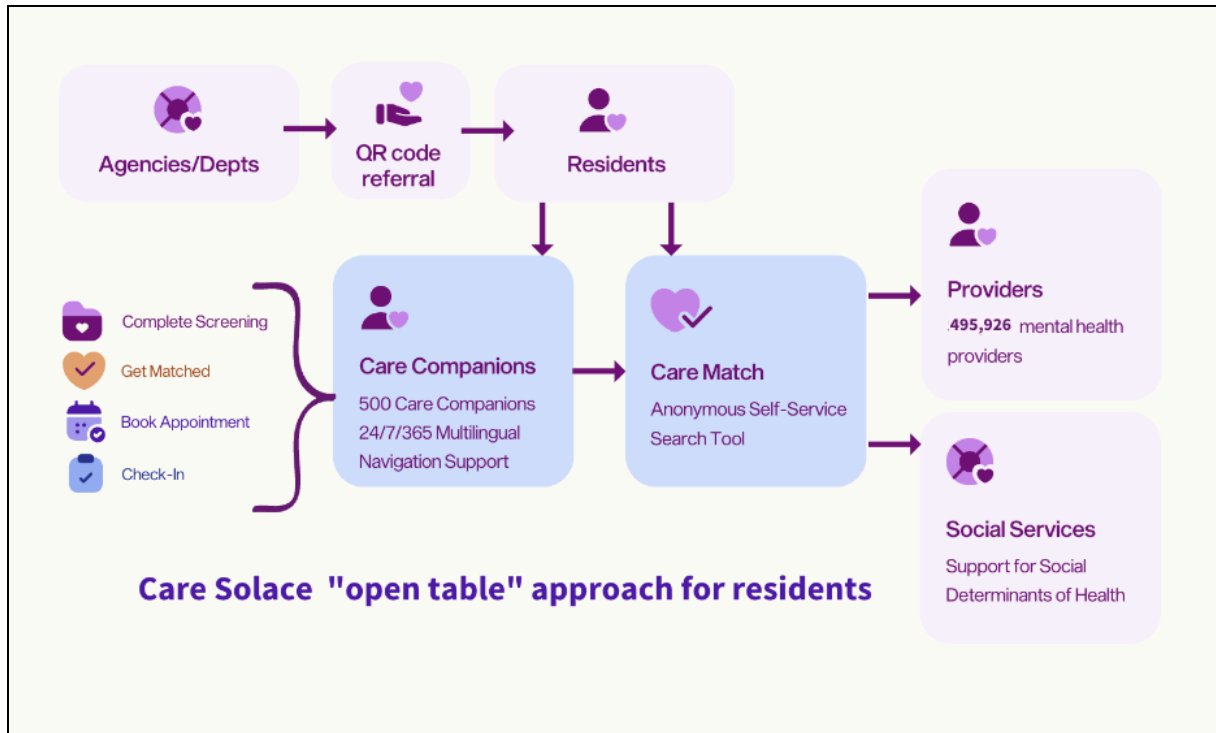 Agencies/Depts
QR code
referral
Residents
Complete Screening
Get Matched
Book Appointment
Check-In
Care Companions
500 Care Companions
24/7/365 Multilingual
Navigation Support
Care Match
Anonymous Self-Service
Search Tool
Providers
495,926 mental health
providers
Social Services
Support for Social
Determinants of Health
Care Solace "open table" approach for residents